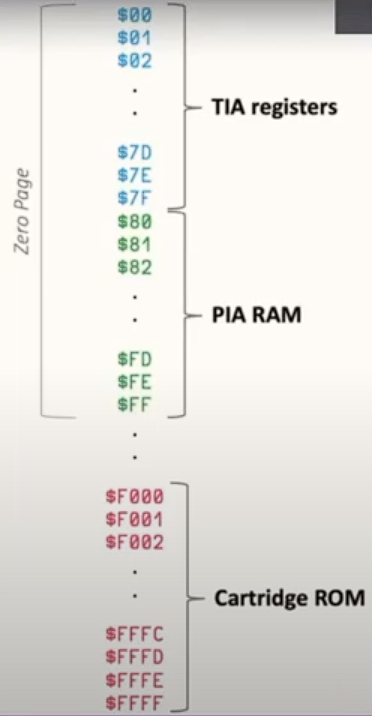 $00
$01
$02
.
.
TIA registers
$7D
$7E
$7F
Zero Page
$80
$81
$82
.
.
PIA RAM
$FD
$FE
$FF
.
.
$F000
$F001
$F002
.
.
Cartridge ROM
$FFFC
$FFFD
$FFFE
$FFFF